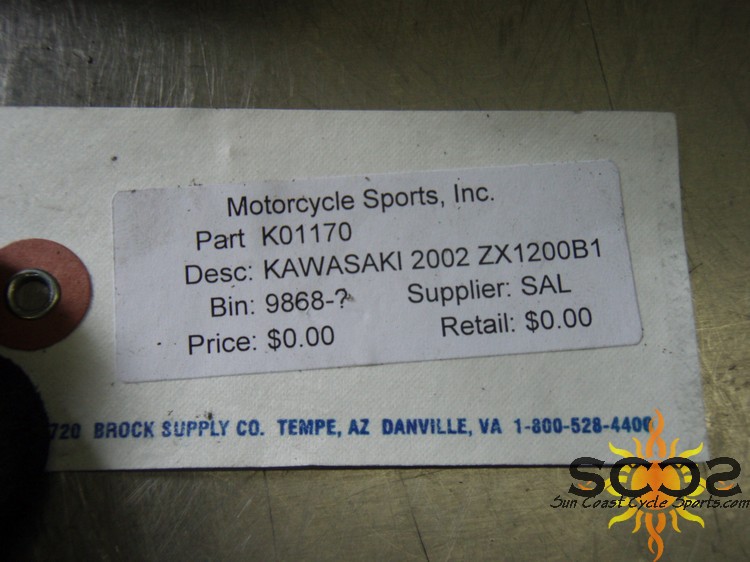 Motorcycle Sports, Inc.
Part K01170
Desc: KAWASAKI 2002 ZX1200B1
Bin: 9868-? Supplier: SAL
Price: $0.00 Retail: $0.00
720 BROCK SUPPLY CO. TEMPE, AZ DANVILLE, VA 1-800-528-4400
SCCS
Sun Coast Cycle Sports.com